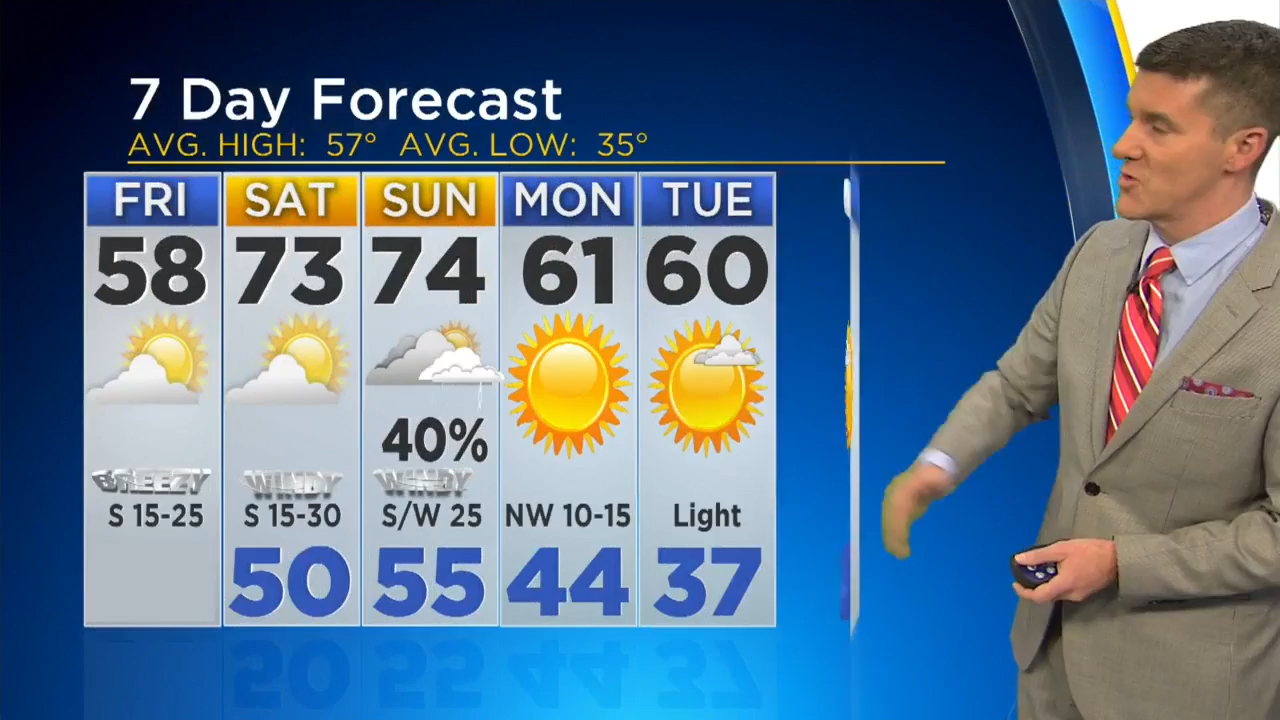 7 Day Forecast
AVG. HIGH: 57° AVG. LOW: 35°
FRI SAT SUN MON TUE
58 73 74 61 60
40%
BREEZY WINDY WINDY
S 15-25 S 15-30 S/W 25 NW 10-15 Light
50 55 44 37